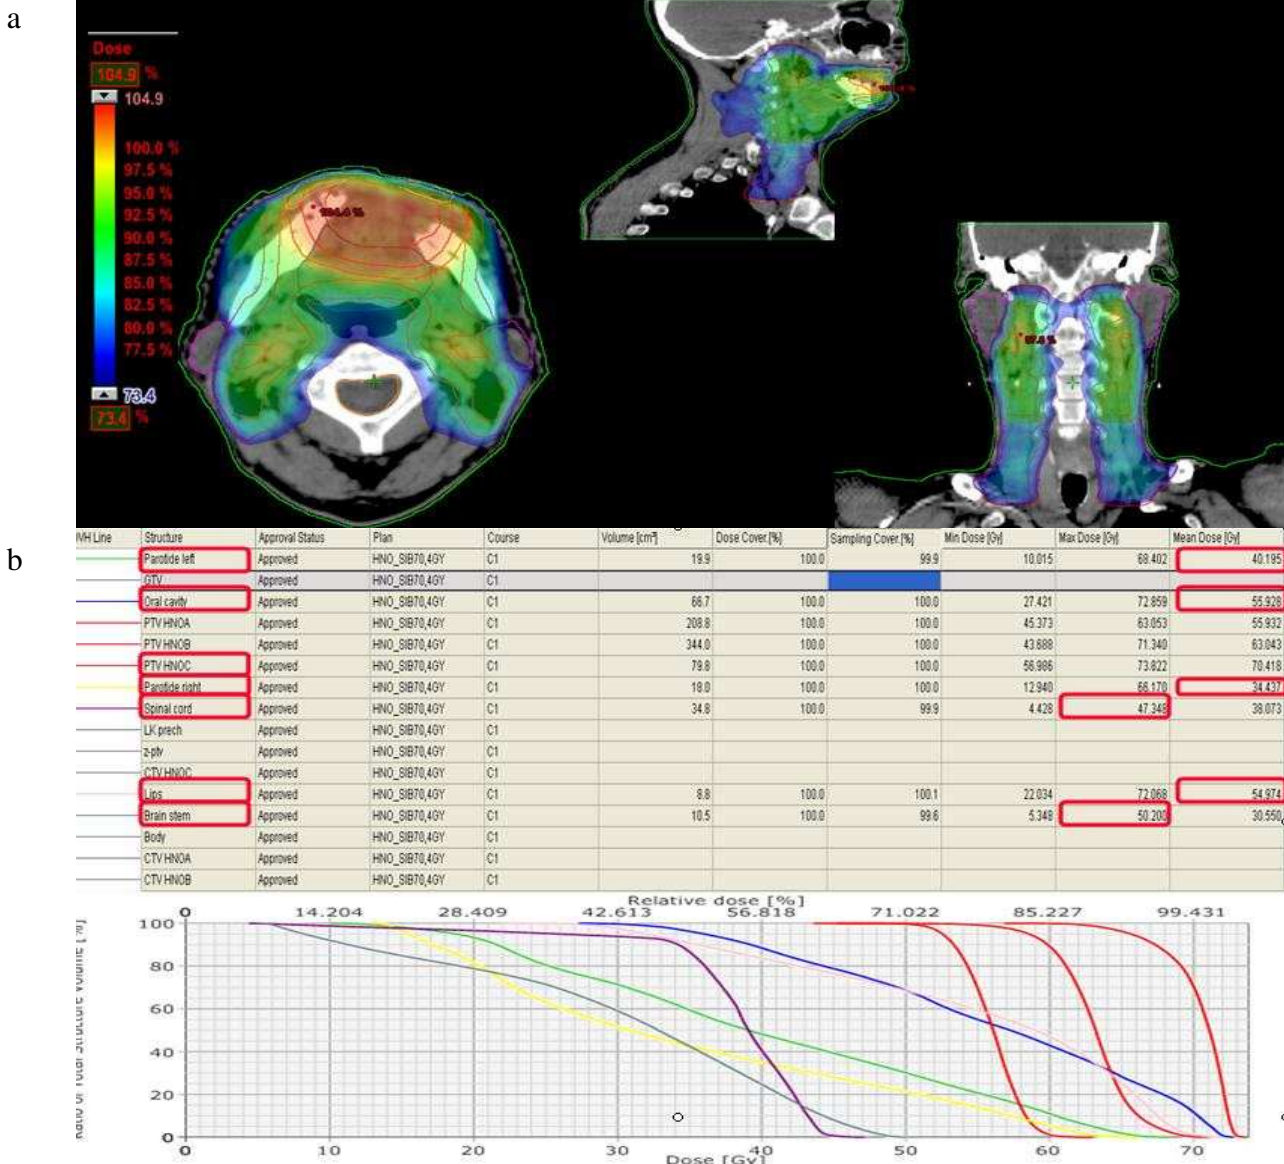 a
Dose
104.9 %
104.9
100.0 %
97.5 %
95.0 %
92.5 %
90.0 %
87.5 %
85.0 %
82.5 %
80.0 %
77.5 %
73.4
73.4 %
104.4 %
97.8 %
b
VH Line Structure Approval Status Plan Course Volume [cm³] Dose Cover.[%] Sampling Cover.[%] Min Dose [Gy] Max Dose [Gy] Mean Dose [Gy]
Parotide left Approved HNO_SIB70,4GY C1 19.9 100.0 99.9 10.015 68.402 40.195
GTV Approved HNO_SIB70,4GY C1
Oral cavity Approved HNO_SIB70,4GY C1 66.7 100.0 100.0 27.421 72.859 55.928
PTV HNOA Approved HNO_SIB70,4GY C1 208.8 100.0 100.0 45.373 63.053 55.932
PTV HNOB Approved HNO_SIB70,4GY C1 344.0 100.0 100.0 43.688 71.340 63.043
PTV HNOC Approved HNO_SIB70,4GY C1 79.8 100.0 100.0 56.986 73.822 70.418
Parotide right Approved HNO_SIB70,4GY C1 18.0 100.0 100.0 12.940 66.170 34.437
Spinal cord Approved HNO_SIB70,4GY C1 34.8 100.0 99.9 4.428 47.348 38.073
LK prech Approved HNO_SIB70,4GY C1
z-ptv Approved HNO_SIB70,4GY C1
CTV HNOC Approved HNO_SIB70,4GY C1
Lips Approved HNO_SIB70,4GY C1 8.8 100.0 100.1 22.034 72.068 54.974
Brain stem Approved HNO_SIB70,4GY C1 10.5 100.0 99.6 5.348 50.200 30.550
Body Approved HNO_SIB70,4GY C1
CTV HNOA Approved HNO_SIB70,4GY C1
CTV HNOB Approved HNO_SIB70,4GY C1
Relative dose [%]
0 14.204 28.409 42.613 56.818 71.022 85.227 99.431
100
80
60
40
20
0
Ratio of Total Structure Volume [%]
0 10 20 30 40 50 60 70
Dose [Gy]